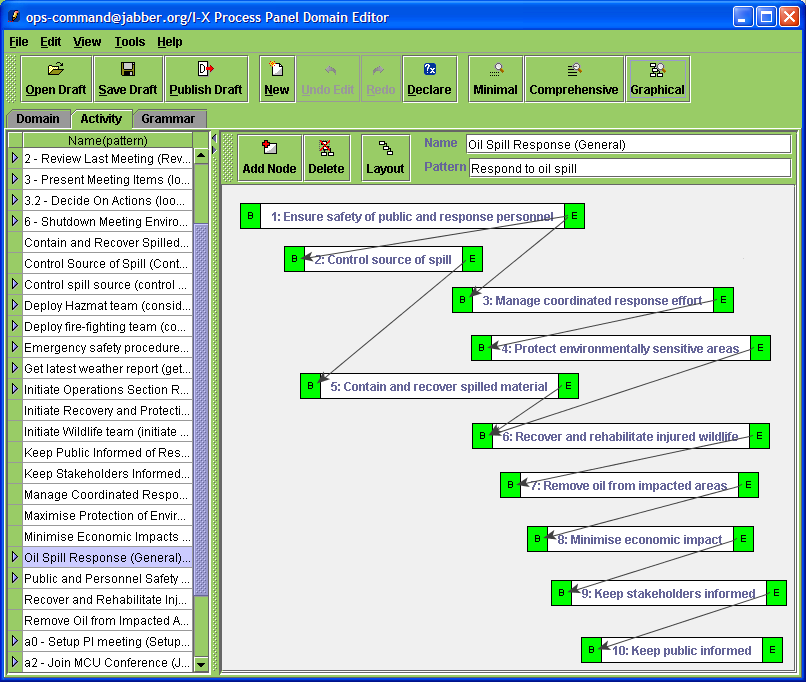 ops-command@jabber.org/I-X Process Panel Domain Editor
File Edit View Tools Help
Open Draft Save Draft Publish Draft New Undo Edit Redo Declare Minimal Comprehensive Graphical
Domain Activity Grammar
Name(pattern)
2 - Review Last Meeting (Rev...
3 - Present Meeting Items (lo...
3.2 - Decide On Actions (loo...
6 - Shutdown Meeting Enviro...
Contain and Recover Spilled...
Control Source of Spill (Cont...
Control spill source (control ...
Deploy Hazmat team (consid...
Deploy fire-fighting team (co...
Emergency safety procedure...
Get latest weather report (get...
Initiate Operations Section R...
Initiate Recovery and Protecti...
Initiate Wildlife team (initiate ...
Keep Public Informed of Res...
Keep Stakeholders Informed...
Manage Coordinated Respo...
Maximise Protection of Envir...
Minimise Economic Impacts ...
Oil Spill Response (General)...
Public and Personnel Safety ...
Recover and Rehabilitate Inj...
Remove Oil from Impacted A...
a0 - Setup PI meeting (Setup...
a2 - Join MCU Conference (J...
Add Node Delete Layout
Name Oil Spill Response (General)
Pattern Respond to oil spill
B 1: Ensure safety of public and response personnel E
B 2: Control source of spill E
B 3: Manage coordinated response effort E
B 4: Protect environmentally sensitive areas E
B 5: Contain and recover spilled material E
B 6: Recover and rehabilitate injured wildlife E
B 7: Remove oil from impacted areas E
B 8: Minimise economic impact E
B 9: Keep stakeholders informed E
B 10: Keep public informed E